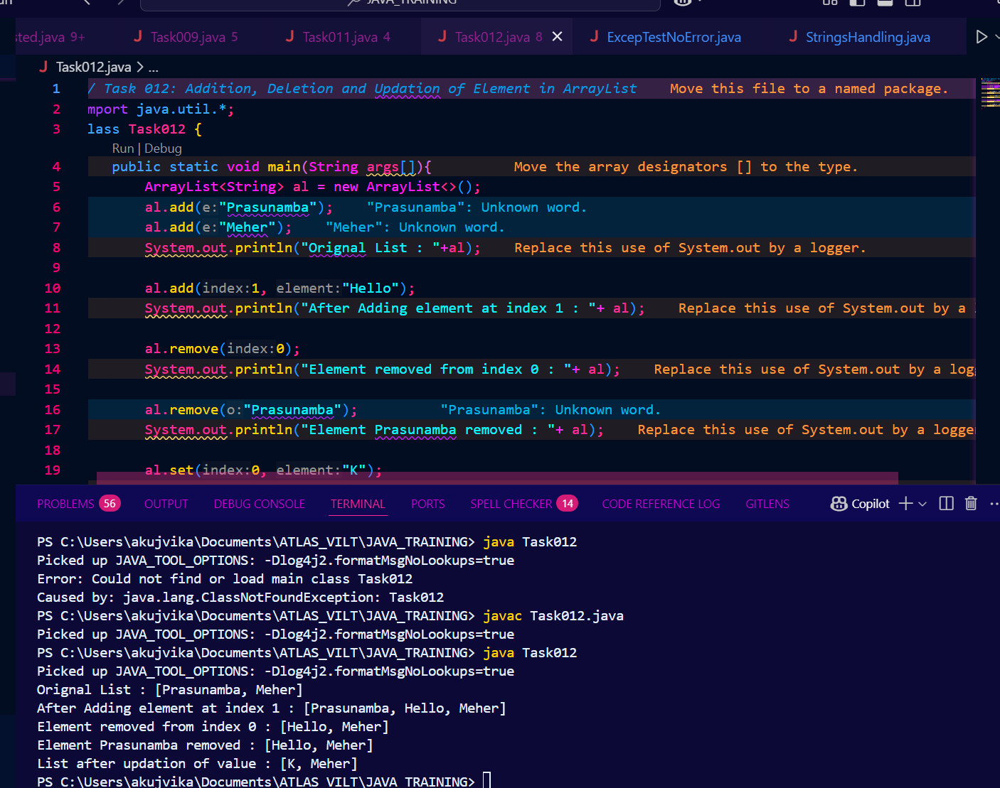 JAVA_TRAINING
sted.java 9+ J Task009.java 5 J Task011.java 4 J Task012.java 8 J ExcepTestNoError.java J StringsHandling.java
J Task012.java > ...
1 / Task 012: Addition, Deletion and Updation of Element in ArrayList Move this file to a named package.
2 mport java.util.*;
3 lass Task012 {
Run | Debug
4 public static void main(String args[]){ Move the array designators [] to the type.
5 ArrayList<String> al = new ArrayList<>();
6 al.add(e:"Prasunamba"); "Prasunamba": Unknown word.
7 al.add(e:"Meher"); "Meher": Unknown word.
8 System.out.println("Orignal List : "+al); Replace this use of System.out by a logger.
9
10 al.add(index:1, element:"Hello");
11 System.out.println("After Adding element at index 1 : "+ al); Replace this use of System.out by a
12
13 al.remove(index:0);
14 System.out.println("Element removed from index 0 : "+ al); Replace this use of System.out by a log
15
16 al.remove(o:"Prasunamba"); "Prasunamba": Unknown word.
17 System.out.println("Element Prasunamba removed : "+ al); Replace this use of System.out by a logge
18
19 al.set(index:0, element:"K");
PROBLEMS 56 OUTPUT DEBUG CONSOLE TERMINAL PORTS SPELL CHECKER 14 CODE REFERENCE LOG GITLENS Copilot
PS C:\Users\akujvika\Documents\ATLAS_VILT\JAVA_TRAINING> java Task012
Picked up JAVA_TOOL_OPTIONS: -Dlog4j2.formatMsgNoLookups=true
Error: Could not find or load main class Task012
Caused by: java.lang.ClassNotFoundException: Task012
PS C:\Users\akujvika\Documents\ATLAS_VILT\JAVA_TRAINING> javac Task012.java
Picked up JAVA_TOOL_OPTIONS: -Dlog4j2.formatMsgNoLookups=true
PS C:\Users\akujvika\Documents\ATLAS_VILT\JAVA_TRAINING> java Task012
Picked up JAVA_TOOL_OPTIONS: -Dlog4j2.formatMsgNoLookups=true
Orignal List : [Prasunamba, Meher]
After Adding element at index 1 : [Prasunamba, Hello, Meher]
Element removed from index 0 : [Hello, Meher]
Element Prasunamba removed : [Hello, Meher]
List after updation of value : [K, Meher]
PS C:\Users\akujvika\Documents\ATLAS_VILT\JAVA_TRAINING>